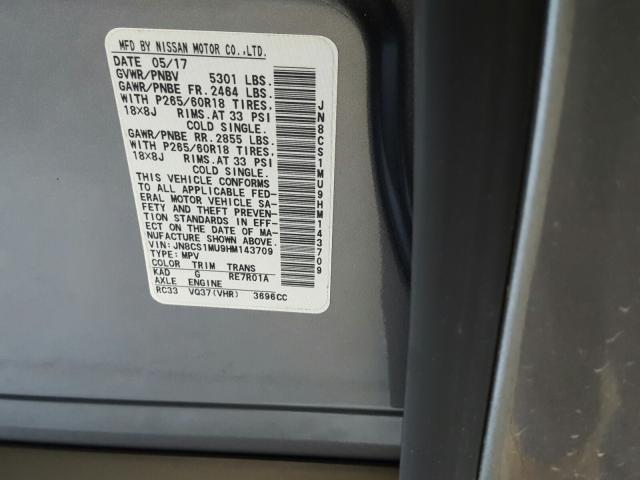 MFD BY NISSAN MOTOR CO.,LTD.
DATE 05/17
GVWR/PNBV 5301 LBS.
GAWR/PNBE FR. 2464 LBS.
WITH P265/60R18 TIRES,
18X8J RIMS.AT 33 PSI
COLD SINGLE.
GAWR/PNBE RR. 2855 LBS.
WITH P265/60R18 TIRES,
18X8J RIMS.AT 33 PSI
COLD SINGLE.
THIS VEHICLE CONFORMS
TO ALL APPLICABLE FED-
ERAL MOTOR VEHICLE SA-
FETY AND THEFT PREVEN-
TION STANDARDS IN EFF-
ECT ON THE DATE OF MA-
NUFACTURE SHOWN ABOVE.
VIN: JN8CS1MU9HM143709
TYPE: MPV
COLOR TRIM TRANS
KAD G RE7R01A
AXLE ENGINE
RC33 VQ37(VHR) 3696CC
JN8CS1MU9HM143709